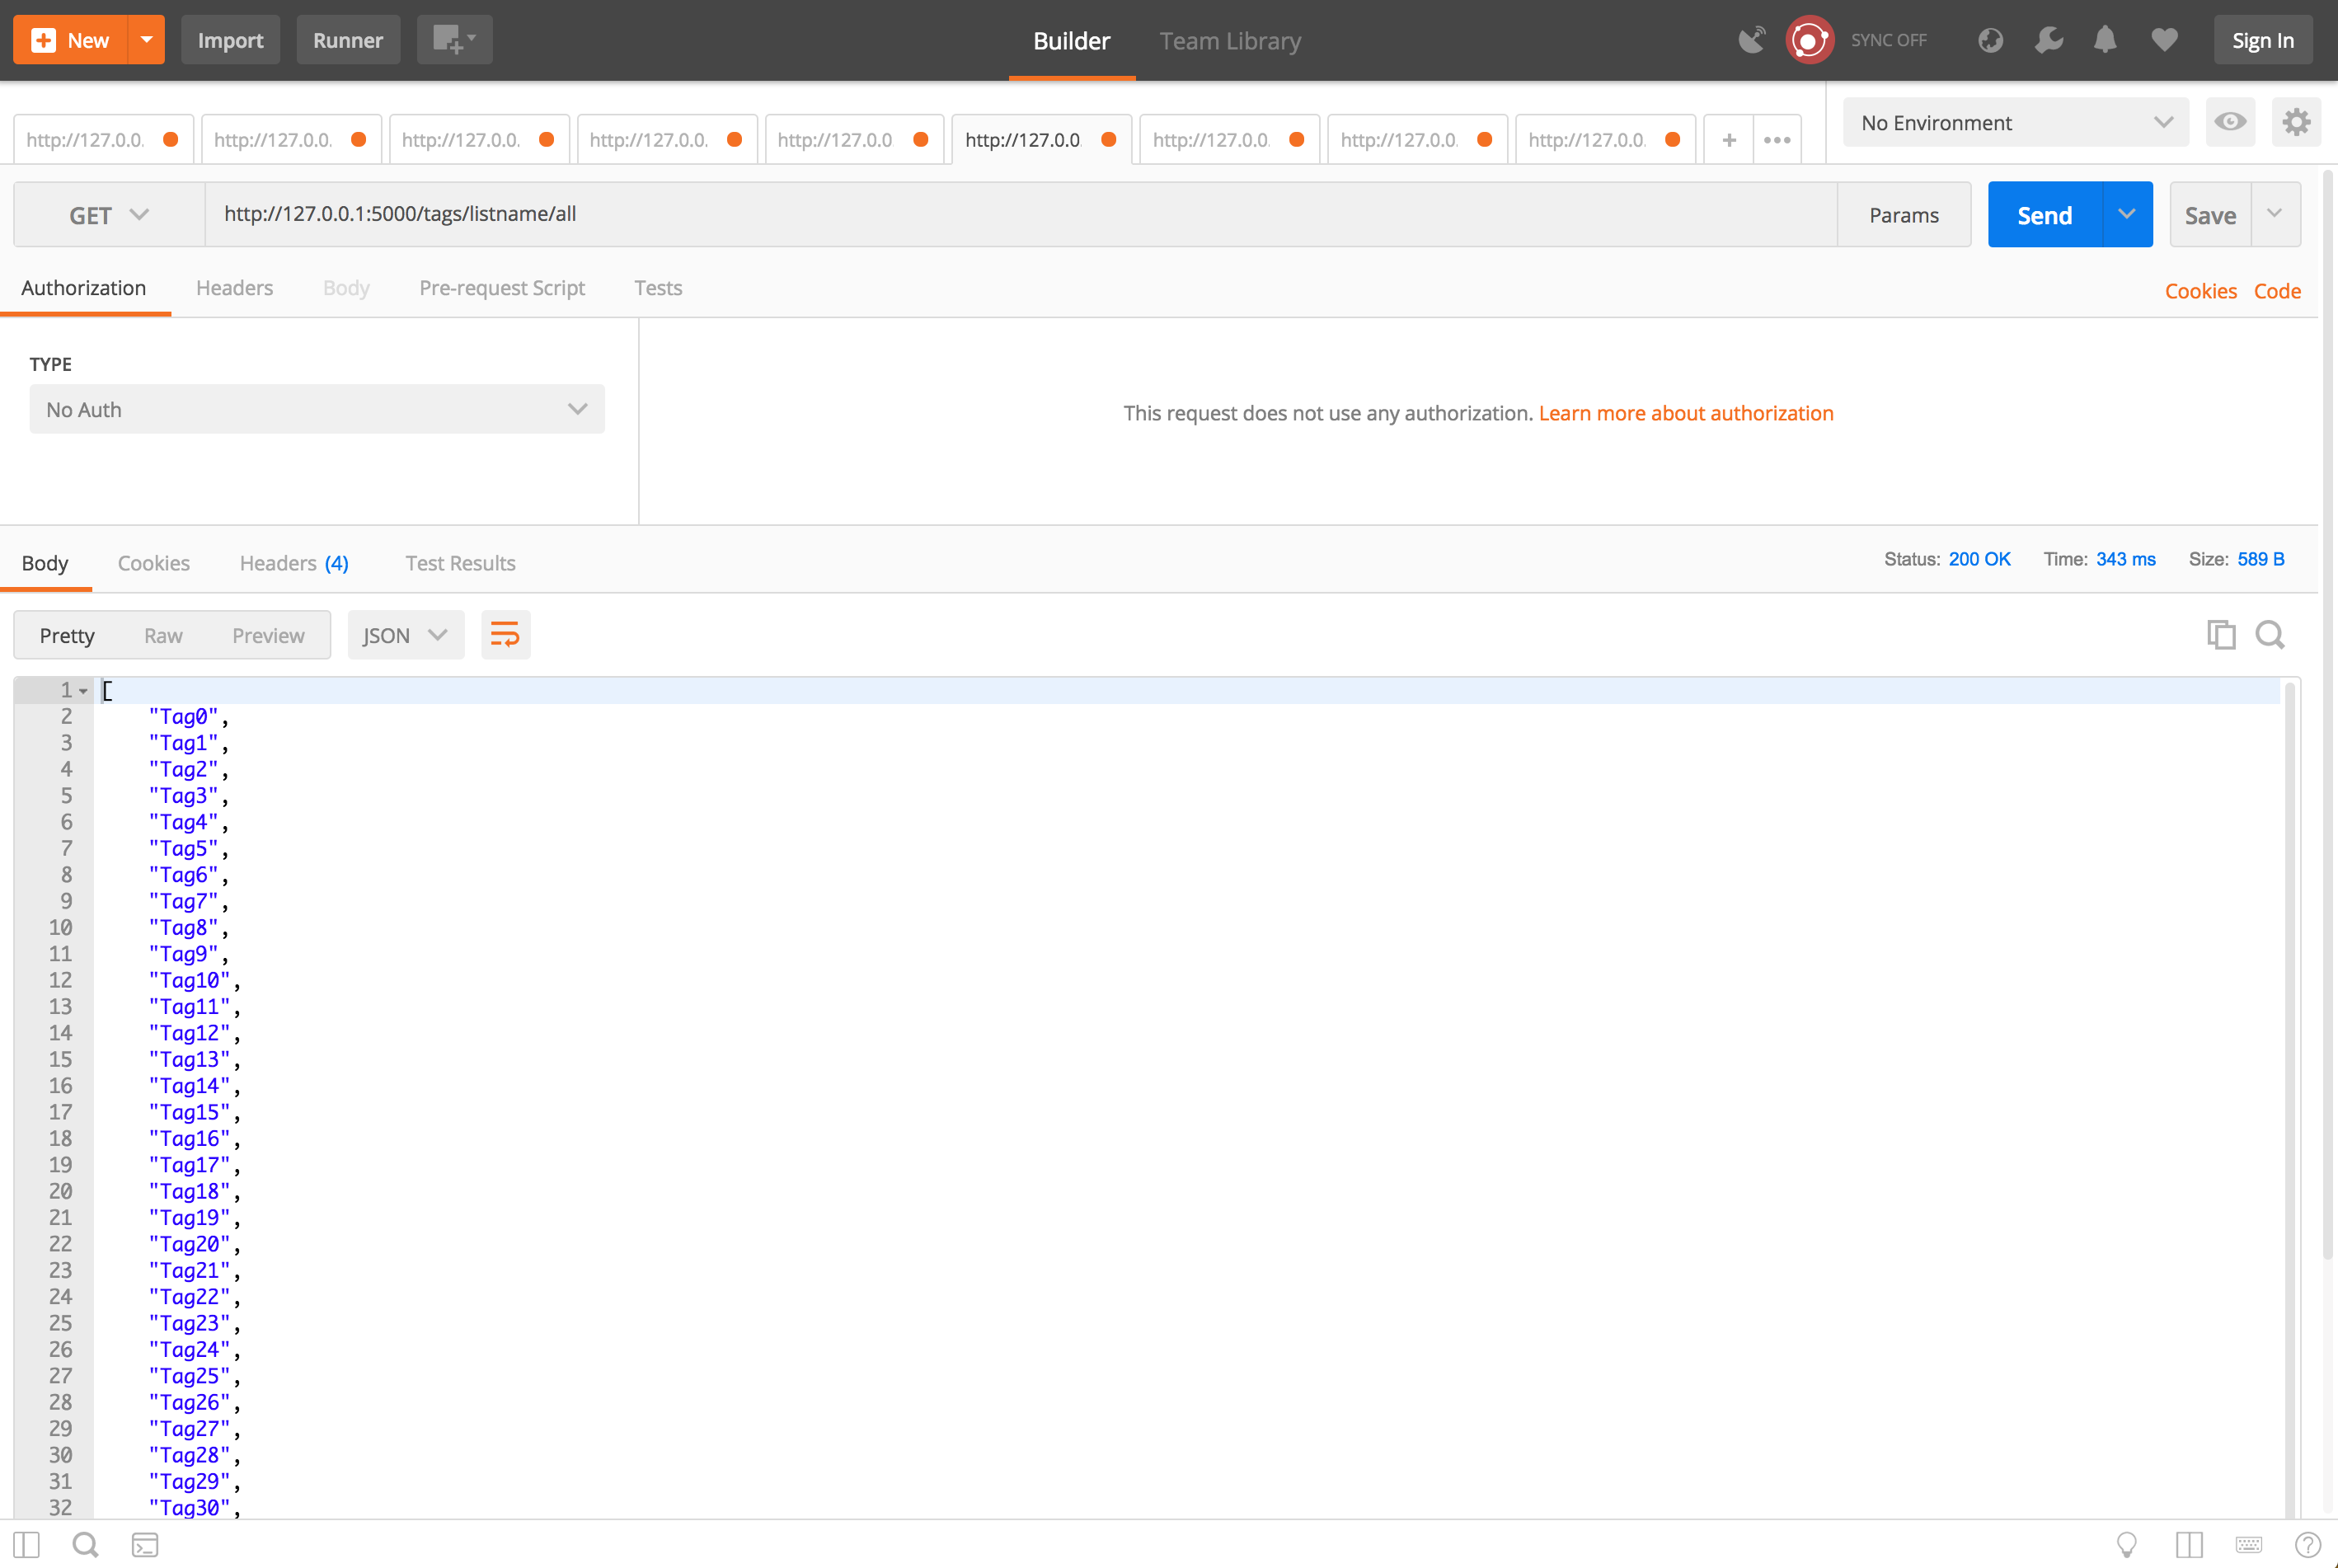 New Import Runner Builder Team Library SYNC OFF Sign In
http://127.0.0. http://127.0.0. http://127.0.0. http://127.0.0. http://127.0.0 http://127.0.0. http://127.0.0. http://127.0.0. http://127.0.0. + No Environment
GET http://127.0.0.1:5000/tags/listname/all Params Send Save
Authorization Headers Body Pre-request Script Tests Cookies Code
TYPE
No Auth
This request does not use any authorization. Learn more about authorization
Body Cookies Headers (4) Test Results Status: 200 OK Time: 343 ms Size: 589 B
Pretty Raw Preview JSON
1 [
2 "Tag0",
3 "Tag1",
4 "Tag2",
5 "Tag3",
6 "Tag4",
7 "Tag5",
8 "Tag6",
9 "Tag7",
10 "Tag8",
11 "Tag9",
12 "Tag10",
13 "Tag11",
14 "Tag12",
15 "Tag13",
16 "Tag14",
17 "Tag15",
18 "Tag16",
19 "Tag17",
20 "Tag18",
21 "Tag19",
22 "Tag20",
23 "Tag21",
24 "Tag22",
25 "Tag23",
26 "Tag24",
27 "Tag25",
28 "Tag26",
29 "Tag27",
30 "Tag28",
31 "Tag29",
32 "Tag30",